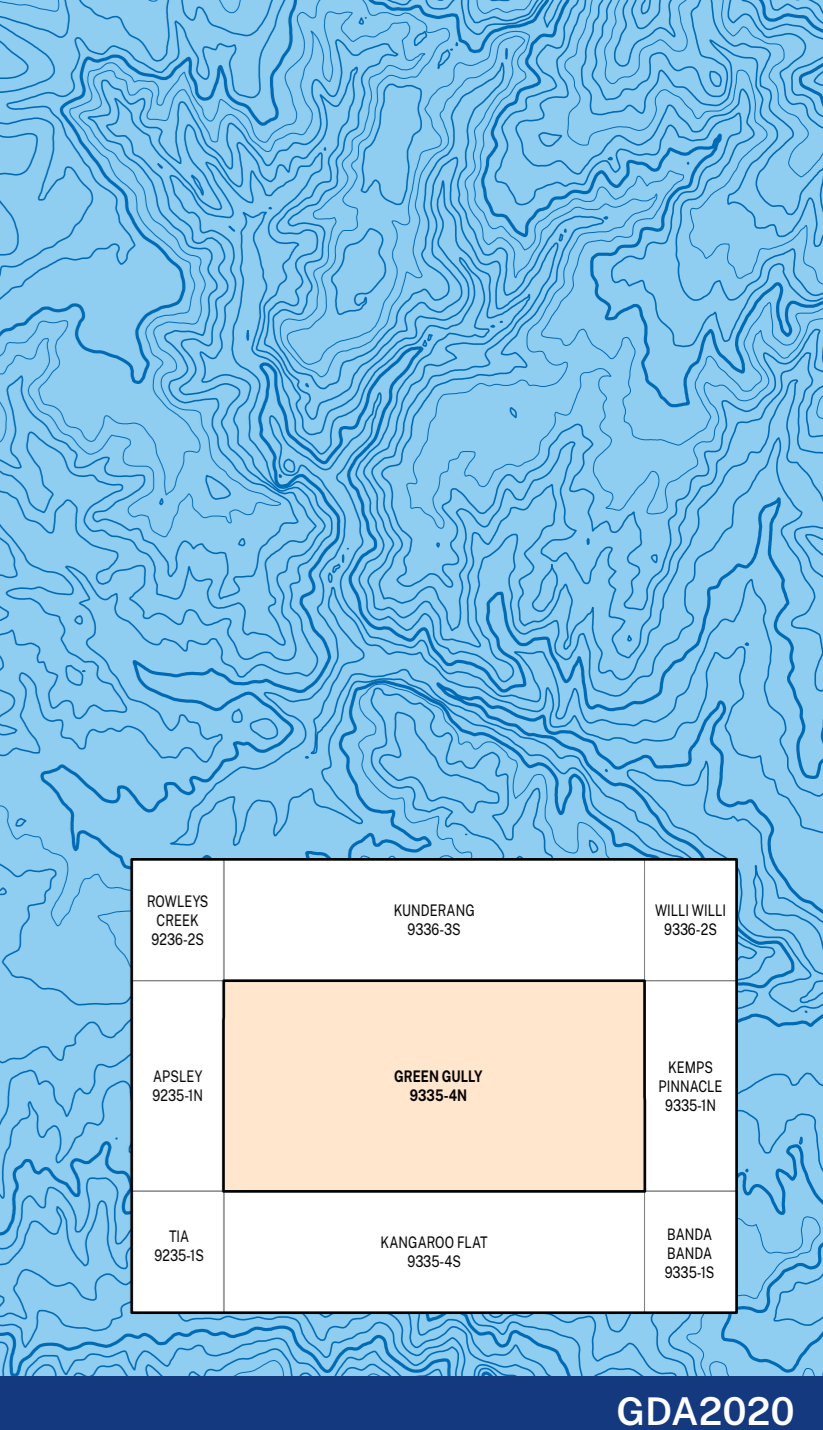 ROWLEYS
CREEK
9236-2S
KUNDERANG
9336-3S
WILLI WILLI
9336-2S
APSLEY
9235-1N
GREEN GULLY
9335-4N
KEMPS
PINNACLE
9335-1N
TIA
9235-1S
KANGAROO FLAT
9335-4S
BANDA
BANDA
9335-1S
GDA2020